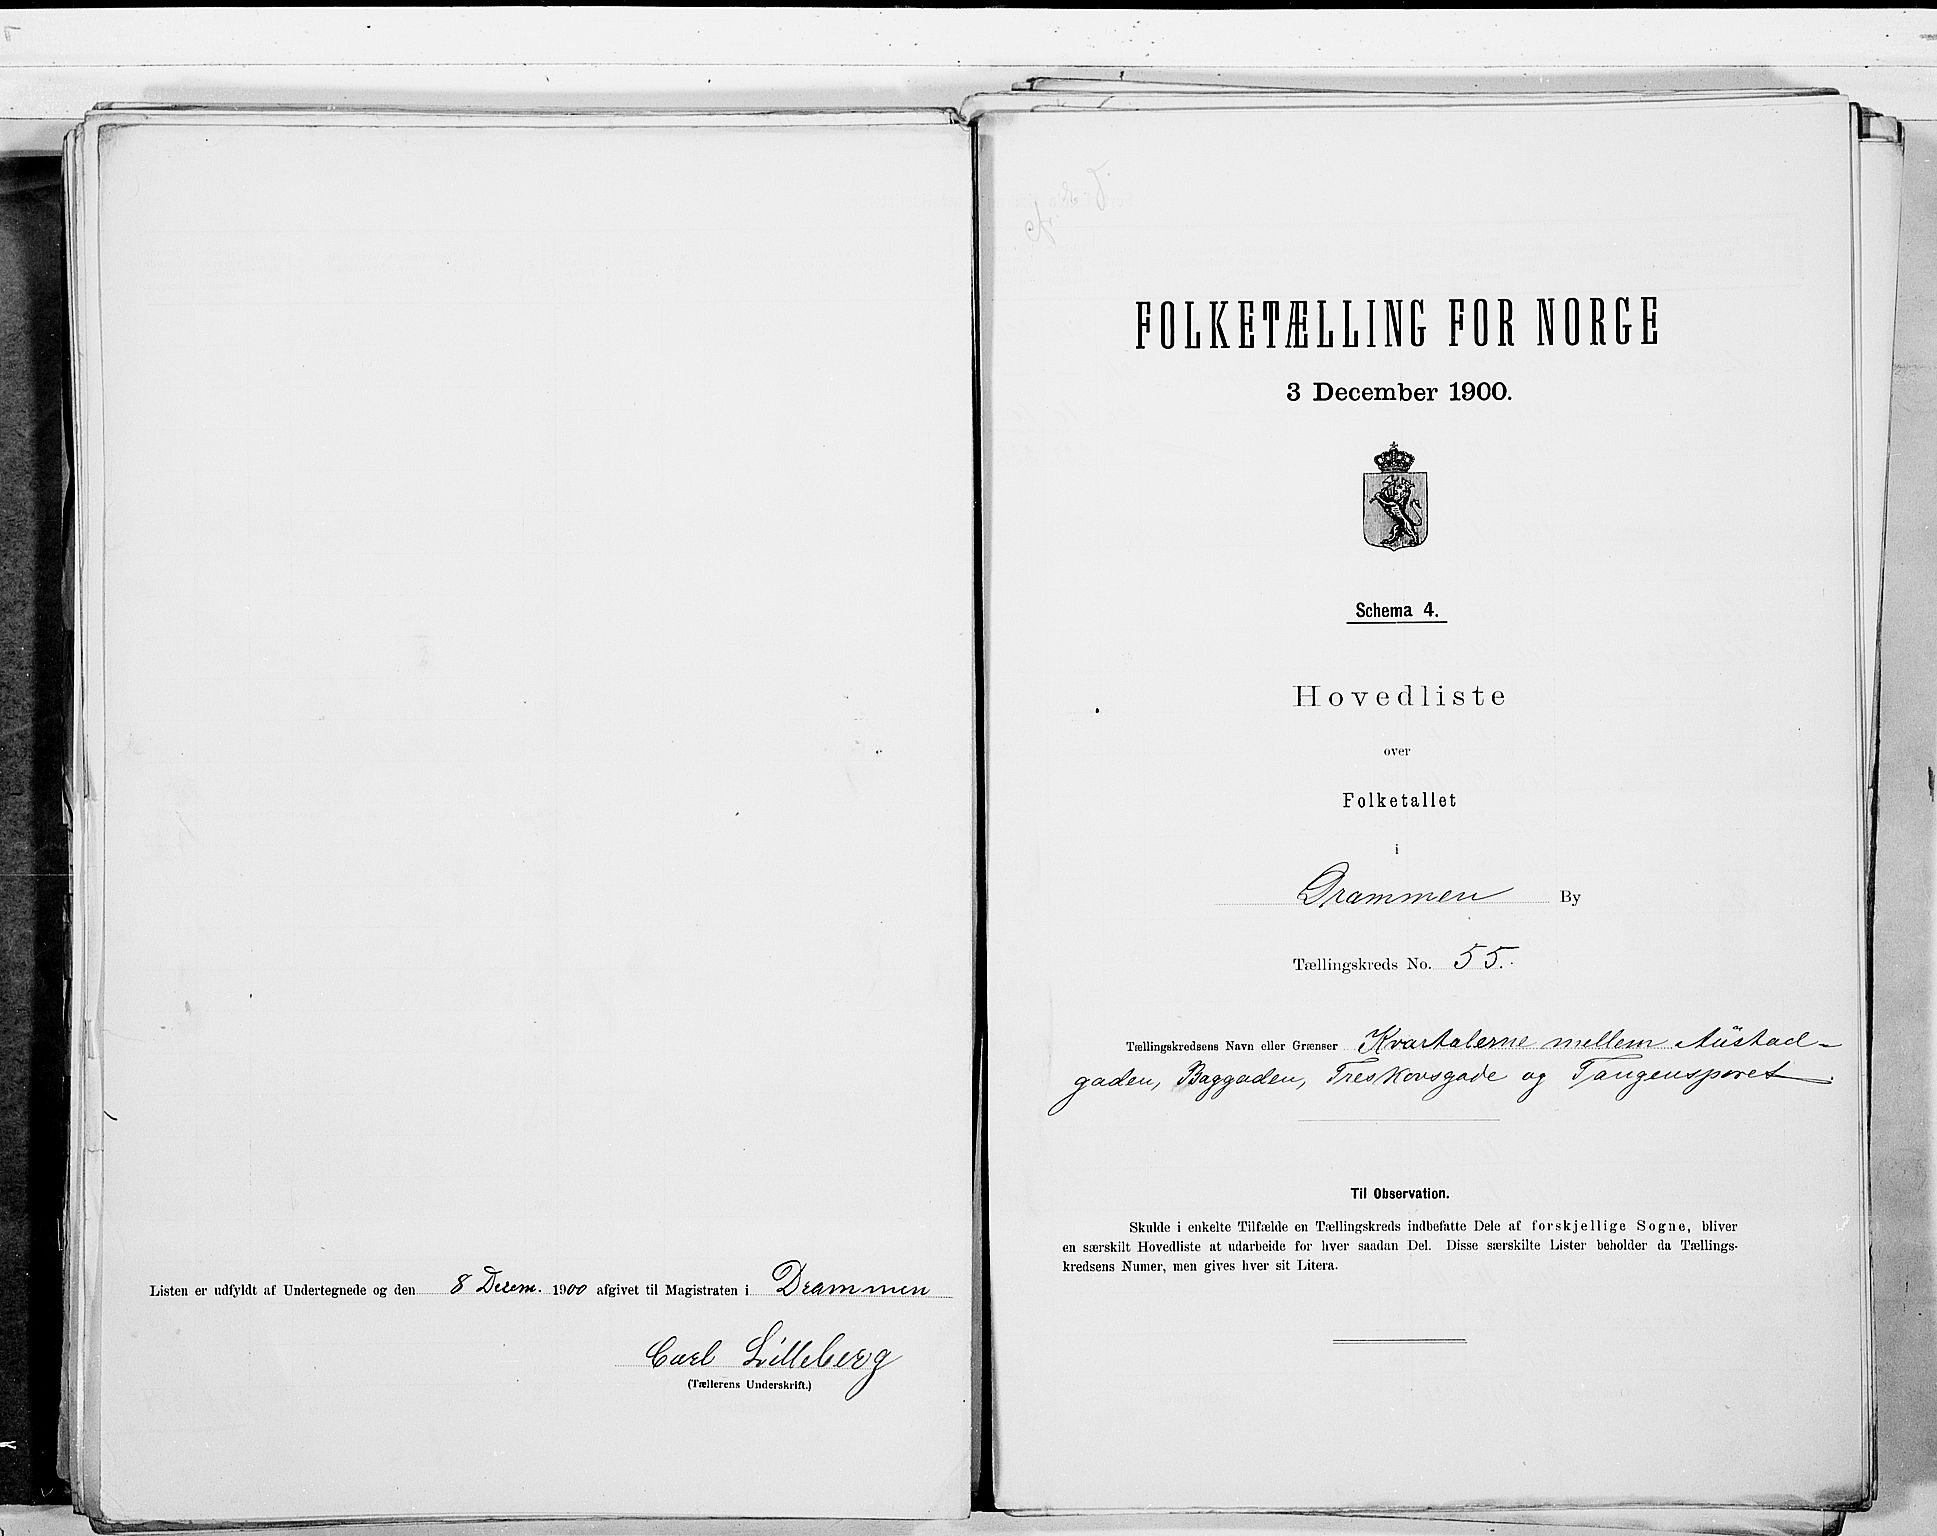 Listen er udfyldt af Undertegnede og den 8 Decem. 1900 afgivet til Magistraten i Drammen
Carl Lilleberg
(Tællerens Underskrift.)
FOLKETÆLLING FOR NORGE
3 December 1900.
Schema 4.
Hovedliste
over
Folketallet
i
Drammen By
Tællingskreds No. 55.
Tællingskredsens Navn eller Grænser Kvartalerne mellem Austad-
gaden, Baggaden, Treskovsgade og Tangensporet.
Til Observation.
Skulde i enkelte Tilfælde en Tællingskreds indbefatte Dele af forskjellige Sogne, bliver
en særskilt Hovedliste at udarbeide for hver saadan Del. Disse særskilte Lister beholder da Tællings-
kredsens Numer, men gives hver sit Litera.